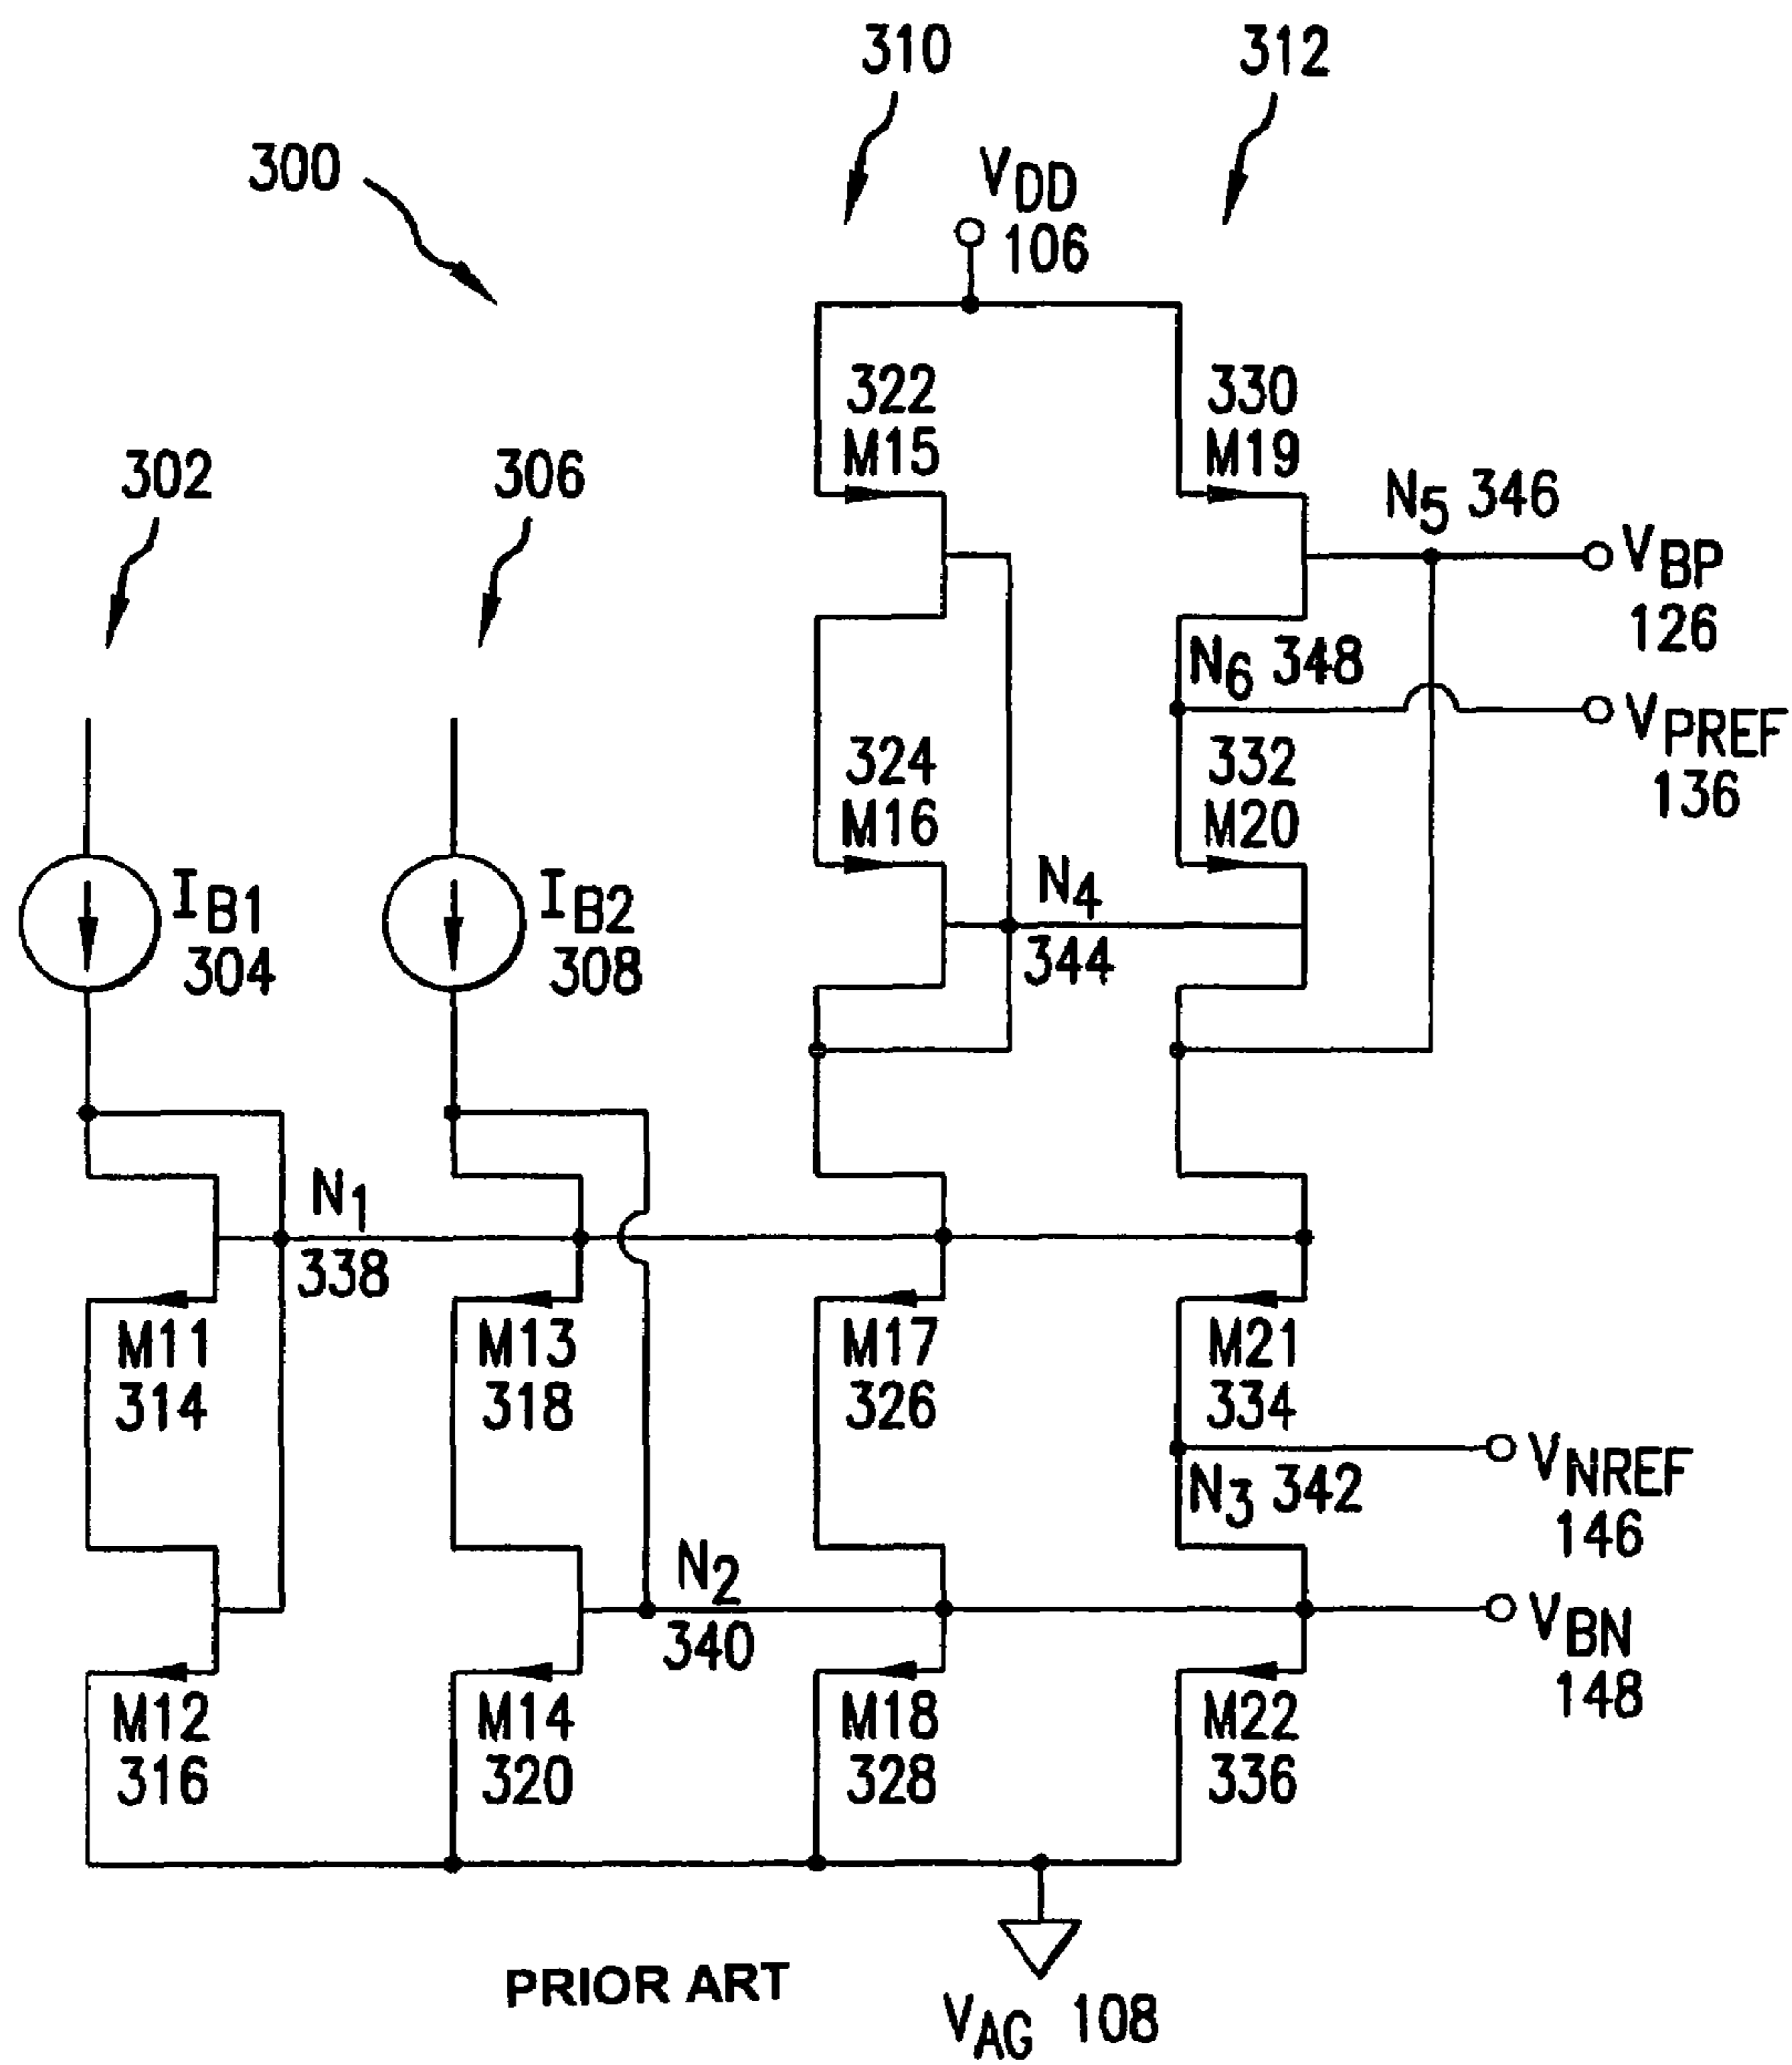 310
312
300
VDD
106
322
M15
330
M19
302
306
N5 346
VBP
126
N6 348
VPREF
136
324
M16
332
M20
IB1
304
IB2
308
N4
344
N1
338
M11
314
M13
318
M17
326
M21
334
VNREF
146
N3 342
N2
340
VBN
148
M12
316
M14
320
M18
328
M22
336
PRIOR ART
VAG 108